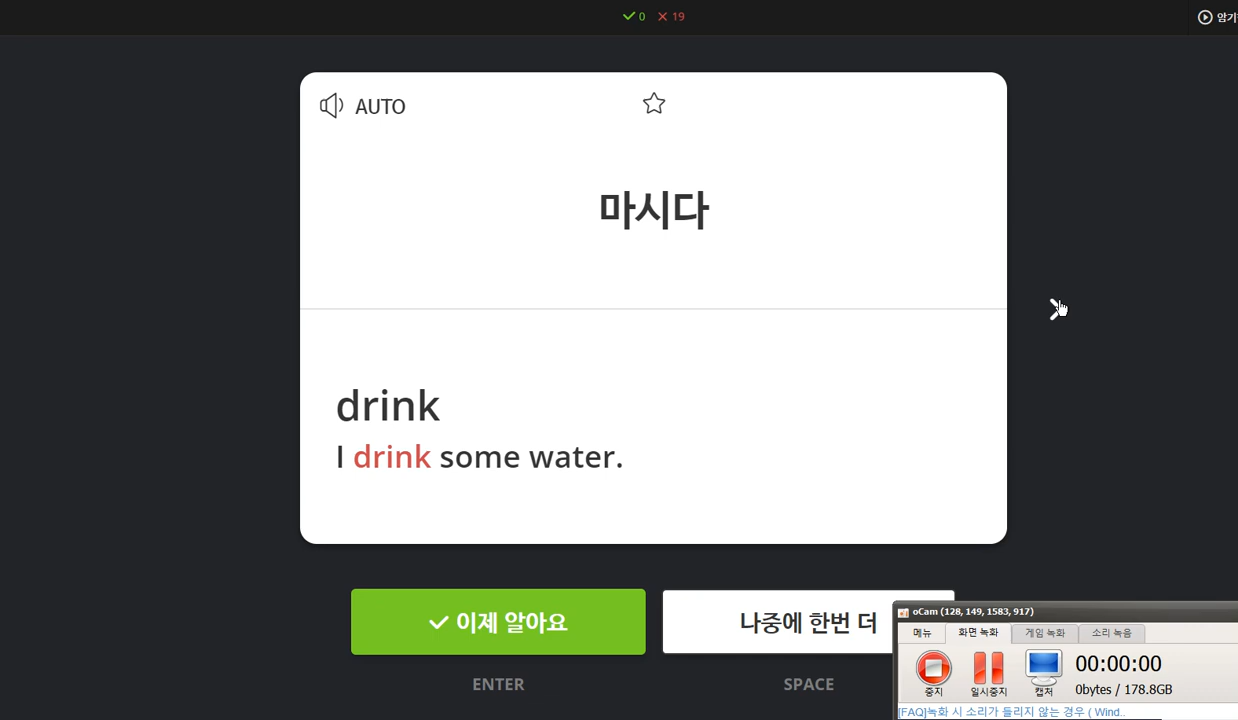 0 19
암기
AUTO
마시다
drink
I drink some water.
이제 알아요
나중에 한번 더
ENTER
SPACE
oCam (128, 149, 1583, 917)
메뉴
화면 녹화
게임 녹화
소리 녹음
중지
일시중지
캡처
00:00:00
0bytes / 178.8GB
[FAQ]녹화 시 소리가 들리지 않는 경우 ( Wind..